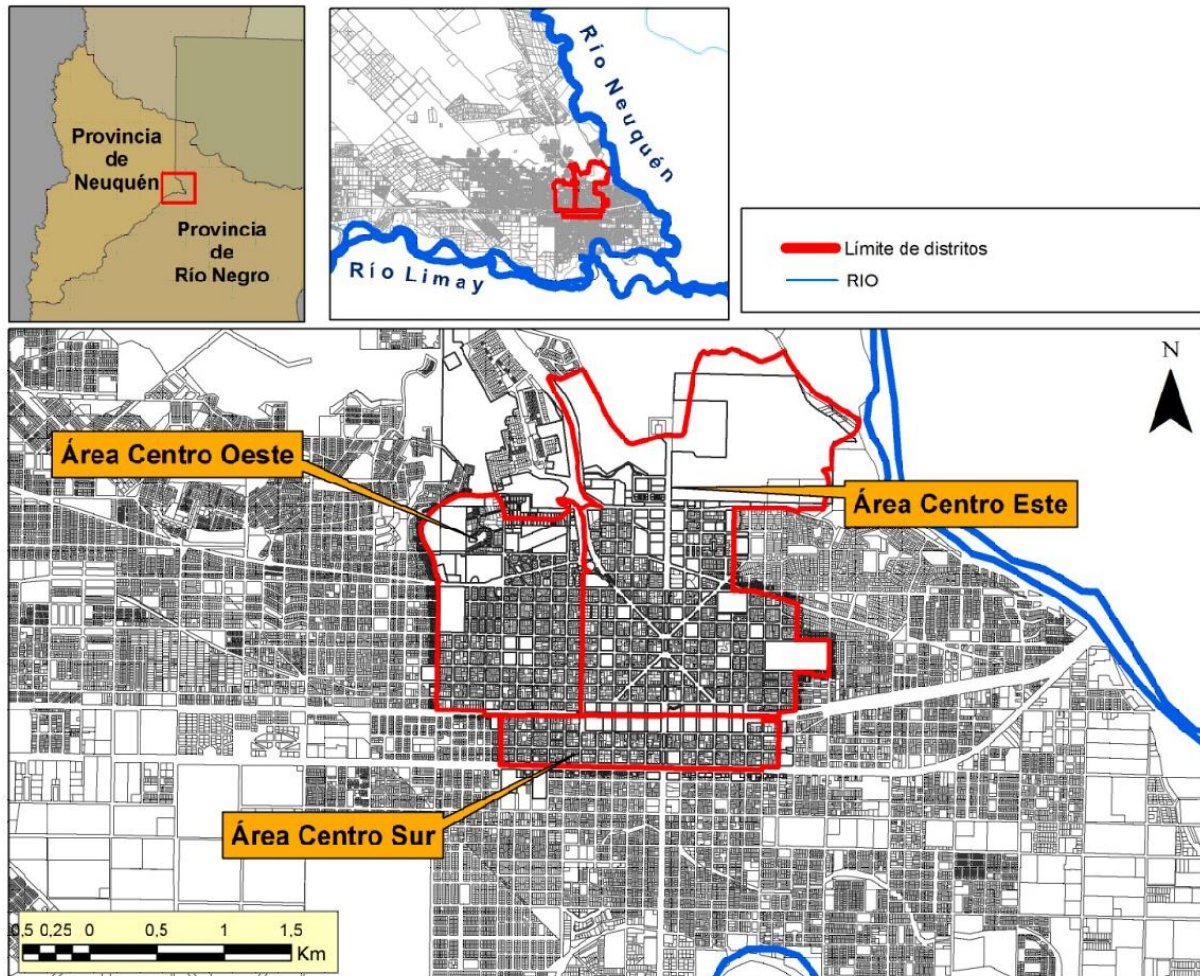 Provincia
de
Neuquén
Provincia
de
Río Negro
Río Neuquén
Río Limay
Límite de distritos
RIO
N
Área Centro Oeste
Área Centro Este
Área Centro Sur
0,5 0,25 0 0,5 1 1,5
Km